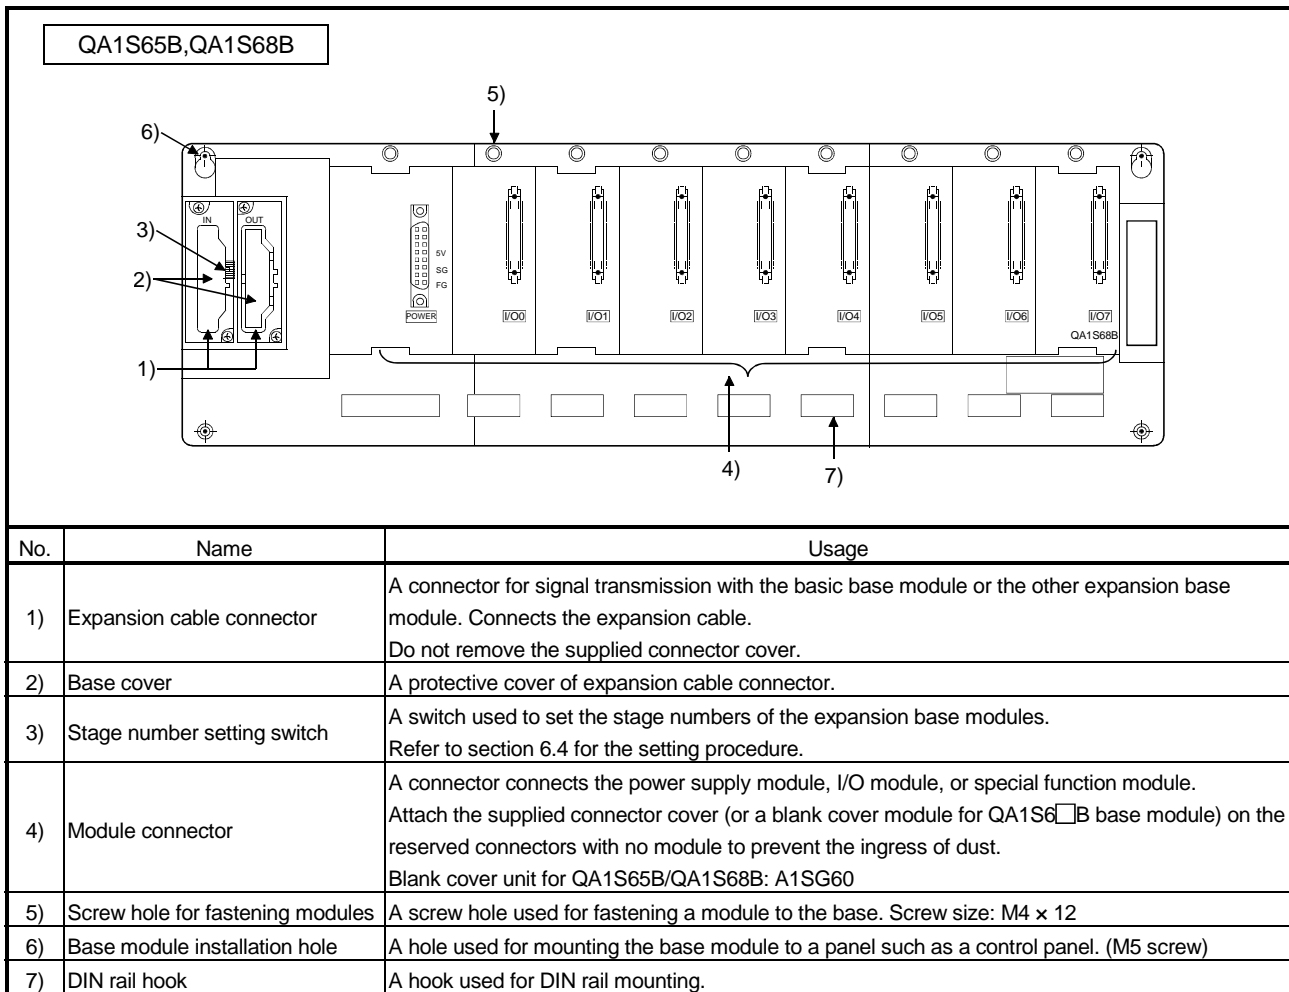 QA1S65B,QA1S68B
5)
6)
IN
OUT
3)
5V
2)
SG
FG
POWER
I/O0
I/O1
I/O2
I/O3
I/O4
I/O5
I/O6
I/O7
QA1S68B
1)
4)
7)
No. Name Usage
1) Expansion cable connector A connector for signal transmission with the basic base module or the other expansion base
module. Connects the expansion cable.
Do not remove the supplied connector cover.
2) Base cover A protective cover of expansion cable connector.
3) Stage number setting switch A switch used to set the stage numbers of the expansion base modules.
Refer to section 6.4 for the setting procedure.
4) Module connector A connector connects the power supply module, I/O module, or special function module.
Attach the supplied connector cover (or a blank cover module for QA1S6□B base module) on the
reserved connectors with no module to prevent the ingress of dust.
Blank cover unit for QA1S65B/QA1S68B: A1SG60
5) Screw hole for fastening modules A screw hole used for fastening a module to the base. Screw size: M4 × 12
6) Base module installation hole A hole used for mounting the base module to a panel such as a control panel. (M5 screw)
7) DIN rail hook A hook used for DIN rail mounting.